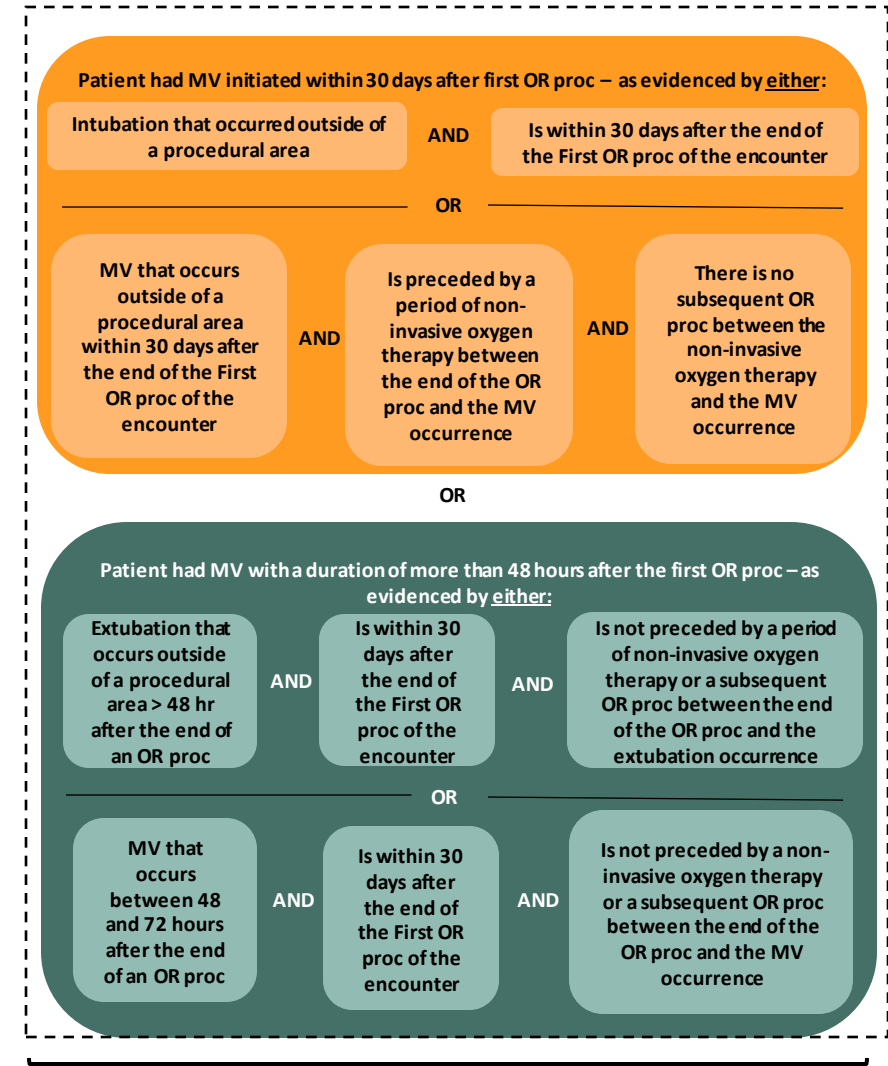 Patient had MV initiated within 30 days after first OR proc – as evidenced by either:
Intubation that occurred outside of
a procedural area
AND
Is within 30 days after the end of
the First OR proc of the encounter
OR
MV that occurs
outside of a
procedural area
within 30 days after
the end of the First
OR proc of the
encounter
AND
Is preceded by a
period of non-
invasive oxygen
therapy between
the end of the OR
proc and the MV
occurrence
AND
There is no
subsequent OR
proc between the
non-invasive
oxygen therapy
and the MV
occurrence
OR
Patient had MV with a duration of more than 48 hours after the first OR proc – as
evidenced by either:
Extubation that
occurs outside
of a procedural
area > 48 hr
after the end of
an OR proc
AND
Is within 30
days after
the end of
the First OR
proc of the
encounter
AND
Is not preceded by a period
of non-invasive oxygen
therapy or a subsequent
OR proc between the end
of the OR proc and the
extubation occurrence
OR
MV that
occurs
between 48
and 72 hours
after the end
of an OR proc
AND
Is within 30
days after
the end of
the First OR
proc of the
encounter
AND
Is not preceded by a non-
invasive oxygen therapy
or a subsequent OR proc
between the end of the
OR proc and the MV
occurrence